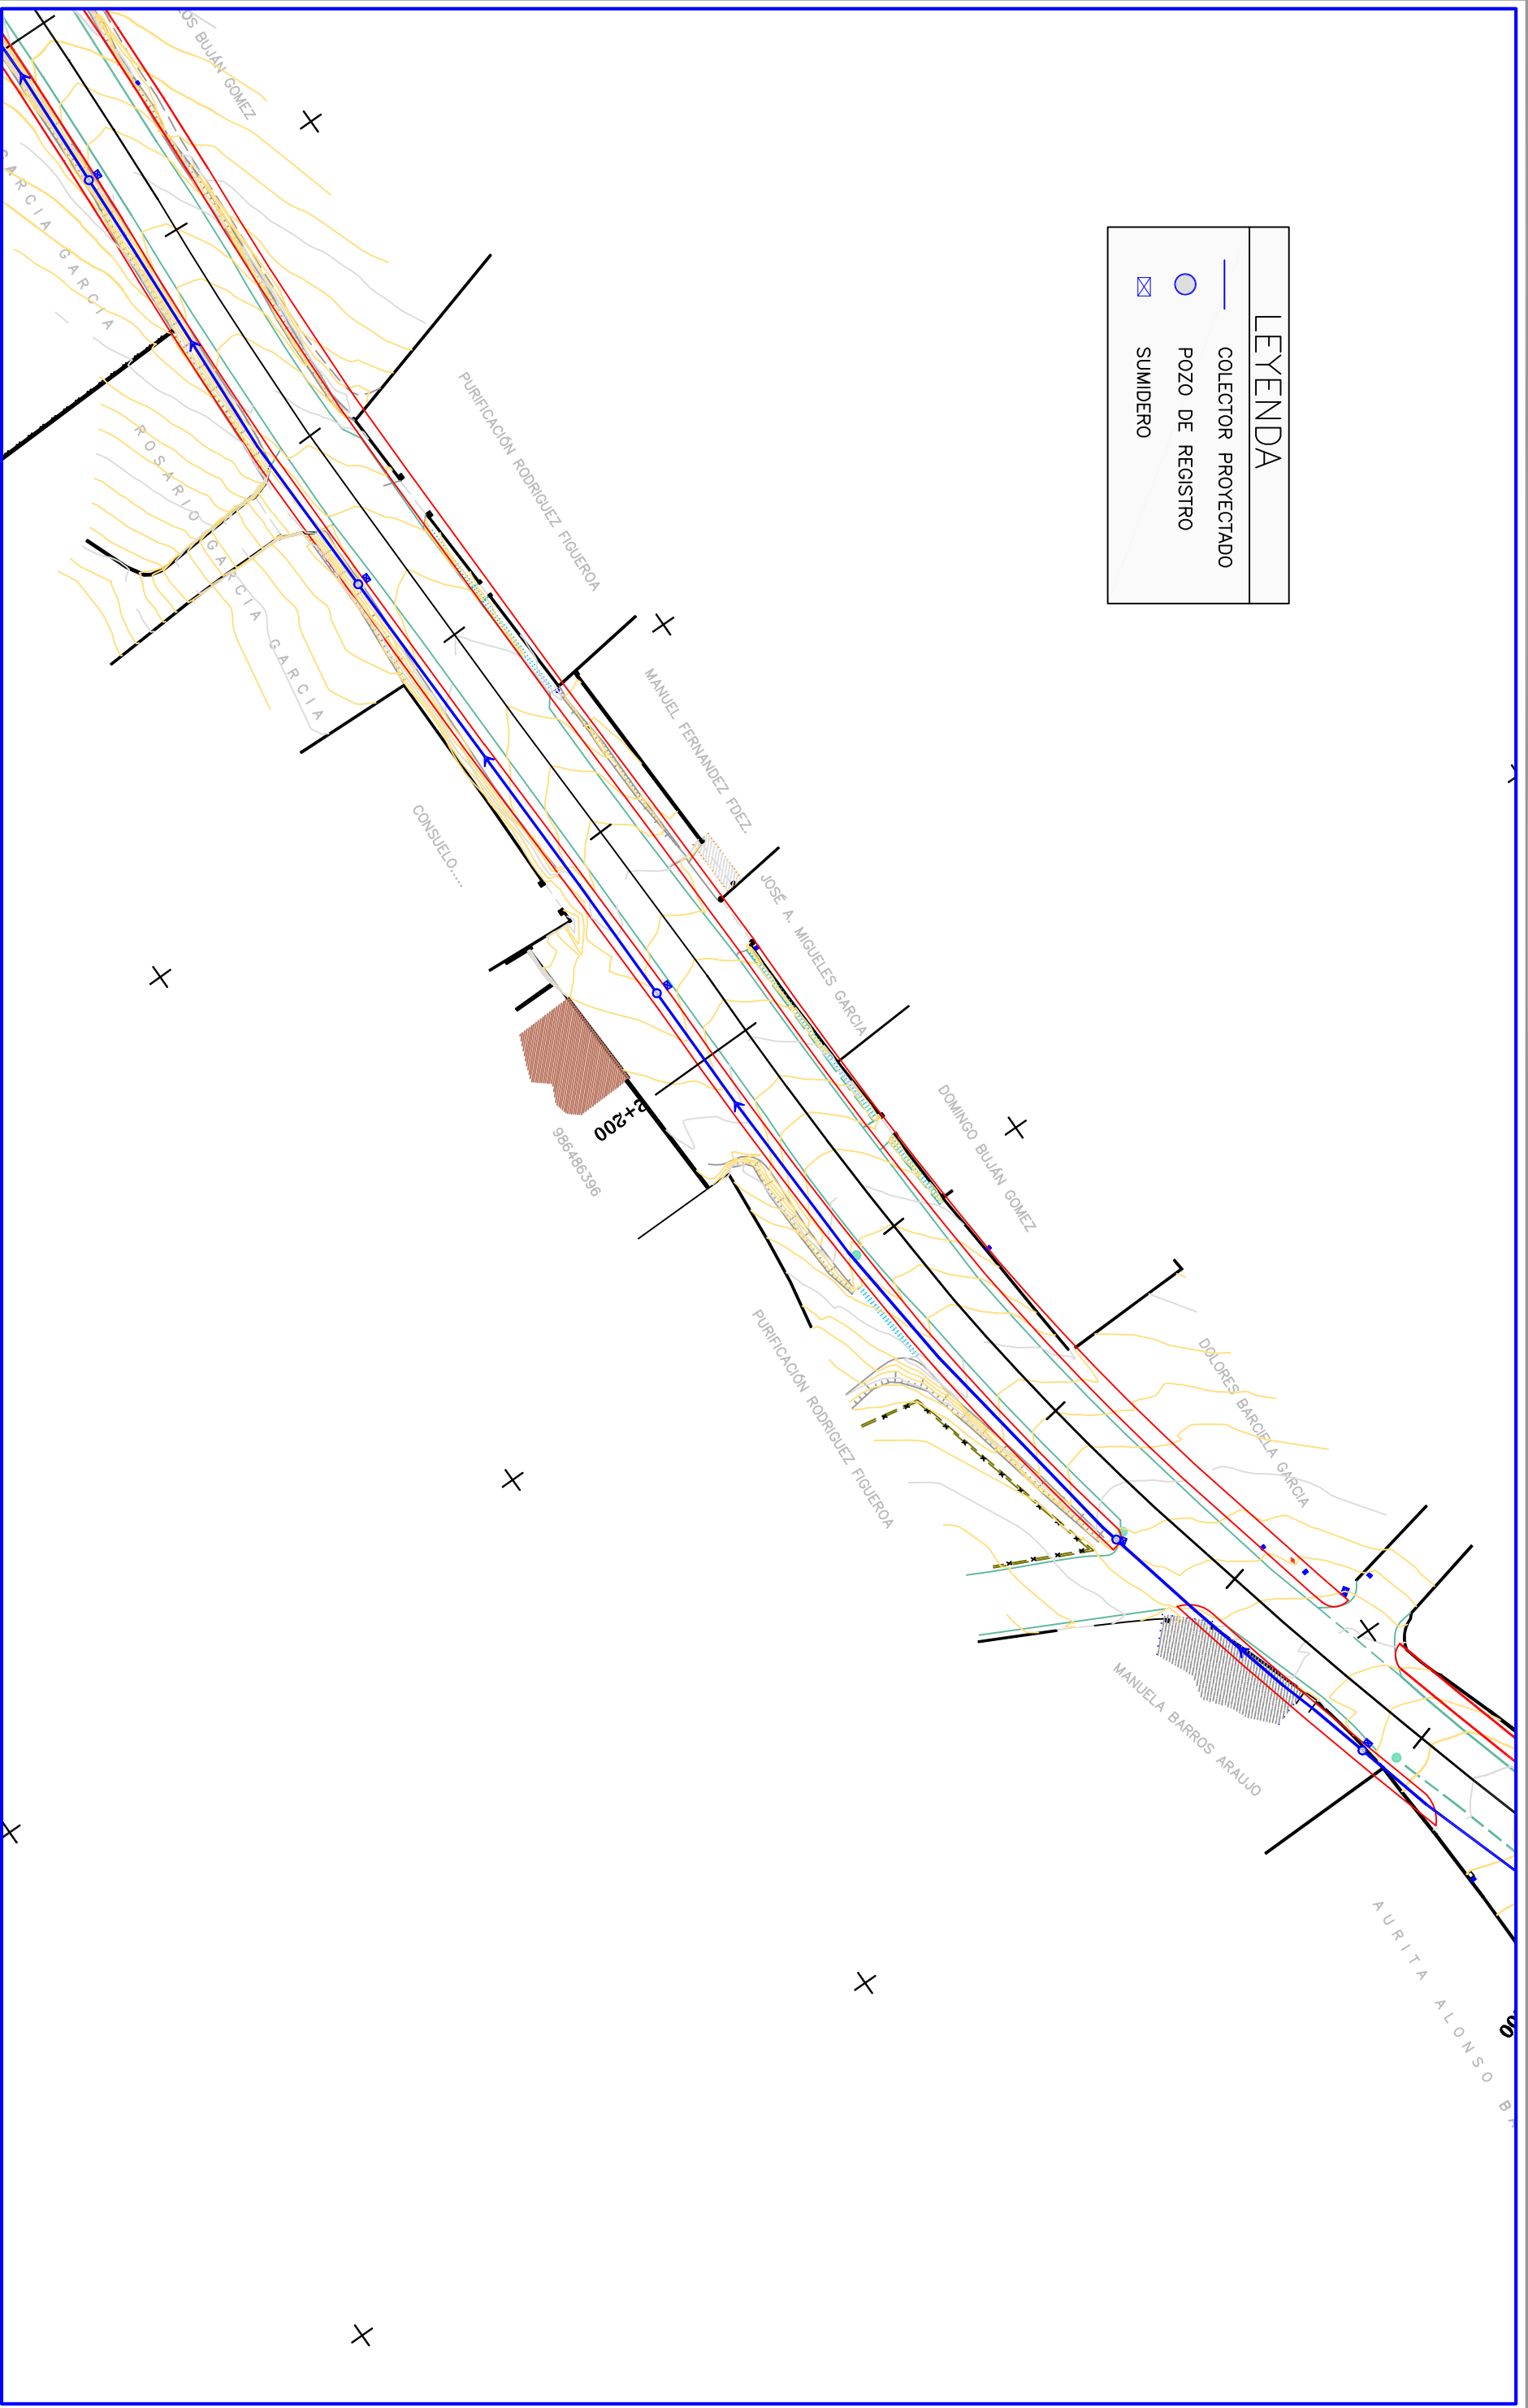 LEYENDA
COLECTOR PROYECTADO
POZO DE REGISTRO
SUMIDERO
BUJÁN GOMEZ
GARCIA GARCIA
ROSARIO GARCIA GARCIA
PURIFICACIÓN RODRIGUEZ FIGUEROA
MANUEL FERNANDEZ FDEZ.
CONSUELO.....
JOSÉ A. MIGUELES GARCIA
2+200
986486396
DOMINGO BUJÁN GOMEZ
PURIFICACIÓN RODRIGUEZ FIGUEROA
DOLORES BARCIELA GARCIA
MANUELA BARROS ARAUJO
AURITA ALONSO